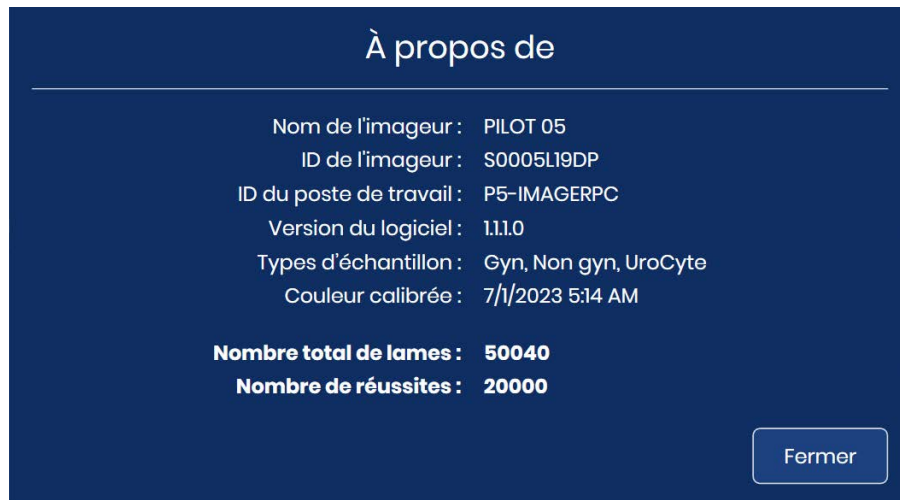 À propos de
Nom de l'imageur : PILOT 05
ID de l'imageur : S0005L19DP
ID du poste de travail : P5-IMAGERPC
Version du logiciel : 1.1.1.0
Types d'échantillon : Gyn, Non gyn, UroCyte
Couleur calibrée : 7/1/2023 5:14 AM
Nombre total de lames : 50040
Nombre de réussites : 20000
Fermer